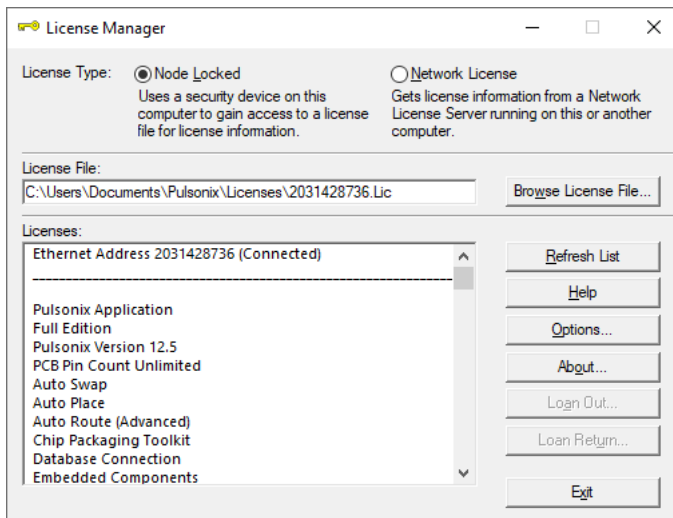 License Manager
License Type:
Node Locked
Uses a security device on this
computer to gain access to a license
file for license information.
Network License
Gets license information from a Network
License Server running on this or another
computer.
License File:
C:\Users\Documents\Pulsonix\Licenses\2031428736.Lic
Browse License File...
Licenses:
Ethernet Address 2031428736 (Connected)
Pulsonix Application
Full Edition
Pulsonix Version 12.5
PCB Pin Count Unlimited
Auto Swap
Auto Place
Auto Route (Advanced)
Chip Packaging Toolkit
Database Connection
Embedded Components
Refresh List
Help
Options...
About...
Loan Out...
Loan Return...
Exit